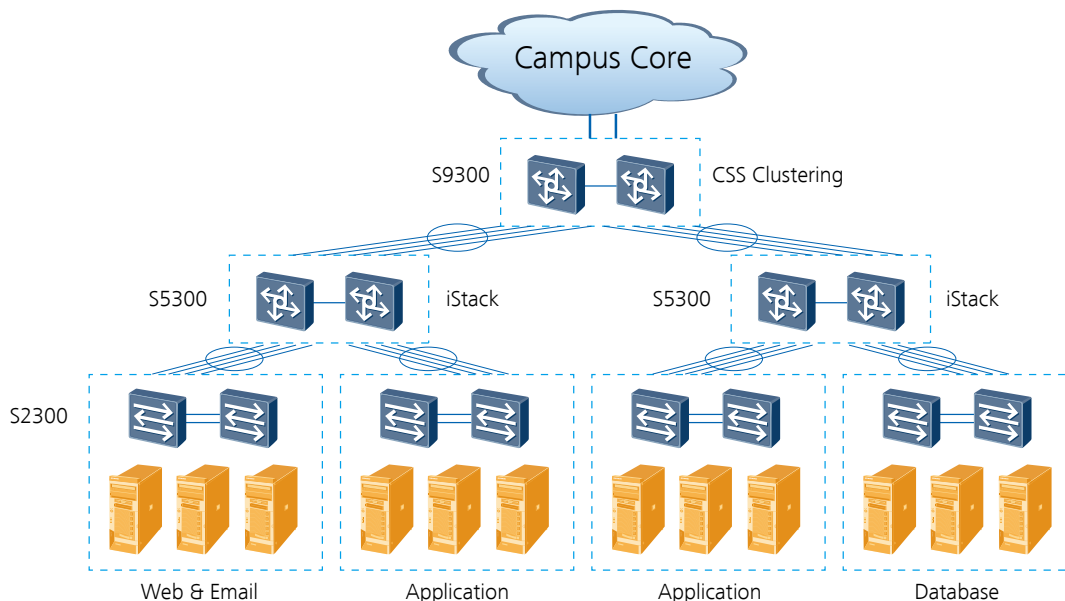 Campus Core
S9300
CSS Clustering
S5300
iStack
S5300
iStack
S2300
Web & Email
Application
Application
Database